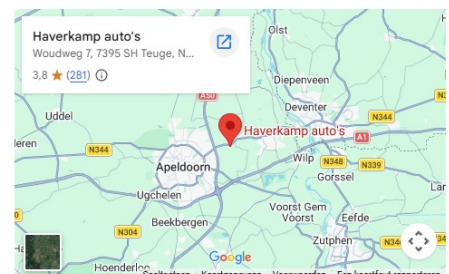 Haverkamp auto's
Woudweg 7, 7395 SH Teuge, N...
3,8 ★ (281)
Olst
Diepenveen
A50
Deventer
N344
Uddel
Haverkamp auto's
A1
N344
Apeldoorn
Wilp
N348
N339
Gorssel
Ugchelen
Voorst Gem
Voorst
Eefde
Beekbergen
N304
Zutphen
Google
Hoenderloo